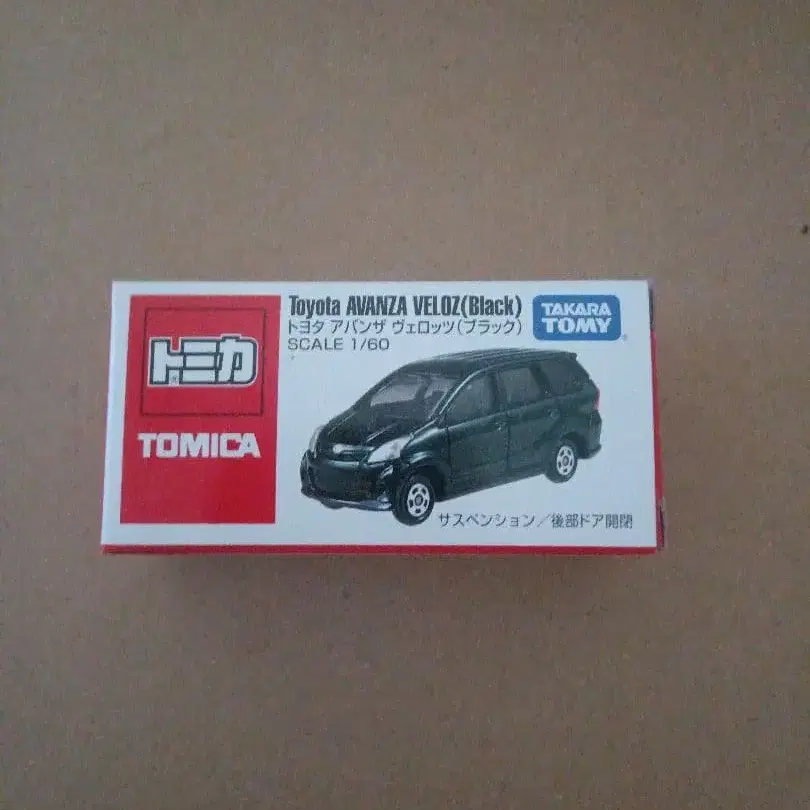 Toyota AVANZA VELOZ(Black)
トヨタ アバンザ ヴェロッツ(ブラック)
SCALE 1/60
TAKARA
TOMY
トミカ
TOMICA
サスペンション/後部ドア開閉